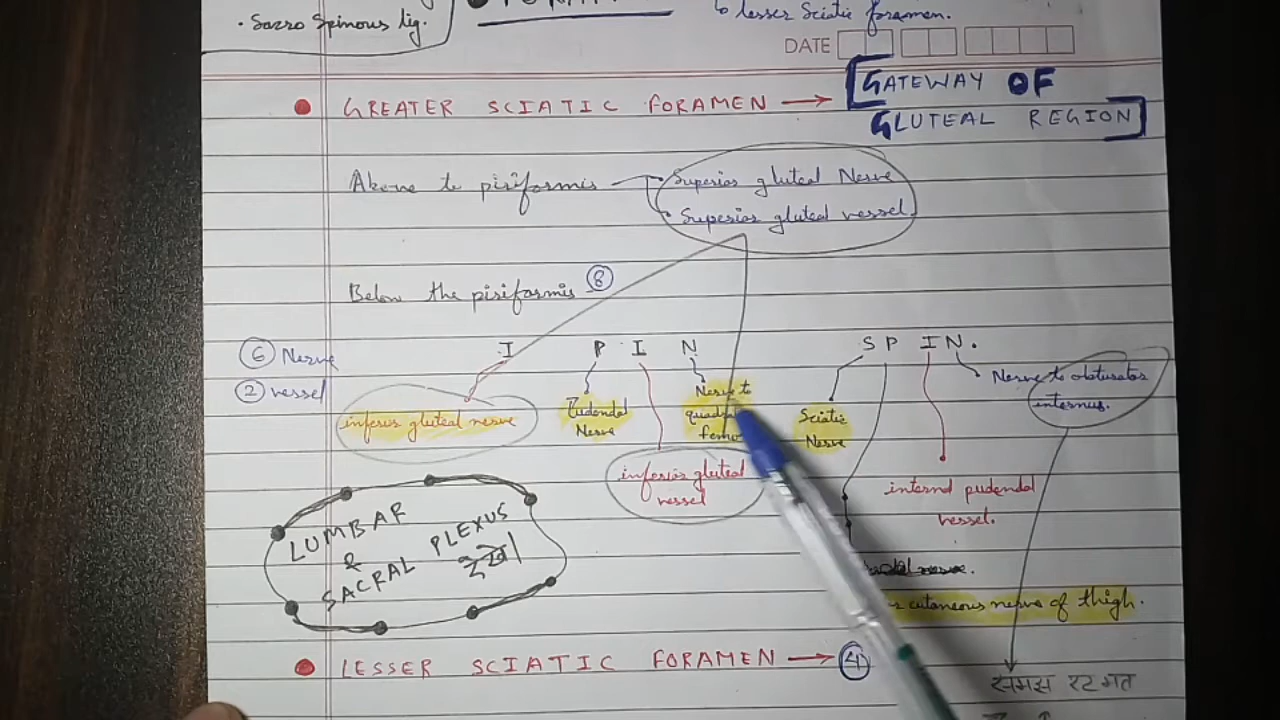 • Sacro Spinous lig.
↳ lesser Sciatic foramen.
DATE
• GREATER SCIATIC FORAMEN → [GATEWAY OF
GLUTEAL REGION]
Above to piriformis
• Superior gluteal Nerve
• Superior gluteal vessel
Below the piriformis ⑧
⑥ Nerve
② vessel
I P I N
S P I N.
inferior gluteal nerve
Pudendal
Nerve
Nerve to
inferior gluteal
vessel
Sciatic
Nerve
internal pudendal
vessel.
Nerve to obturator
internus.
cutaneous nerve of thigh.
LUMBAR
&
SACRAL PLEXUS
देखो।
• LESSER SCIATIC FORAMEN → ④